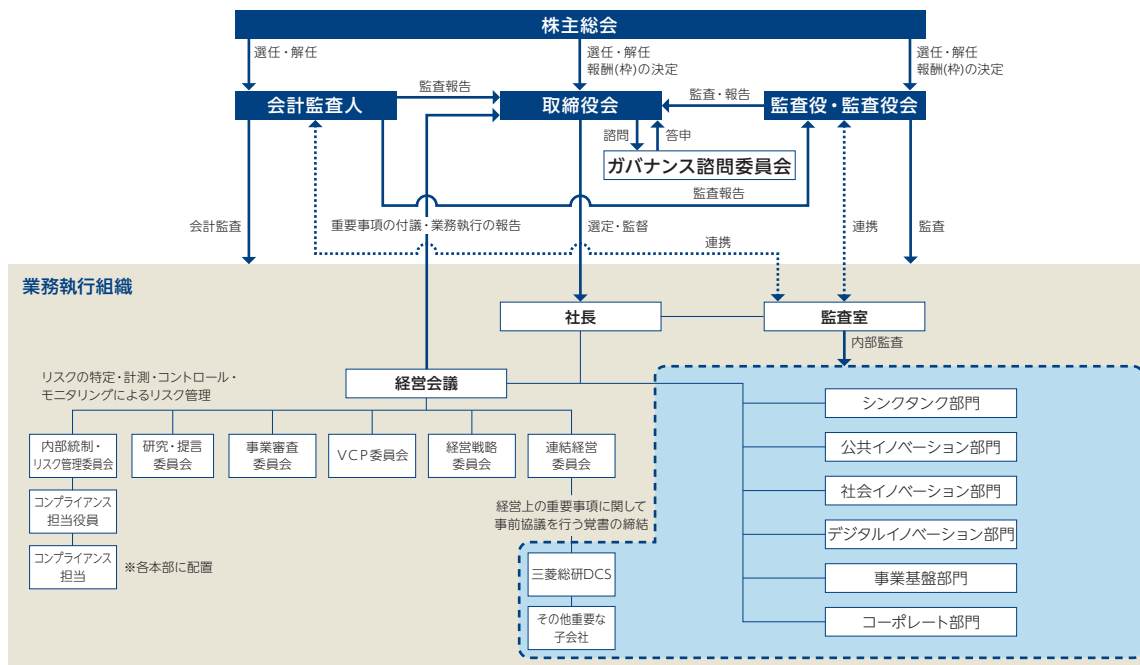 株主総会
選任・解任
選任・解任
報酬(枠)の決定
選任・解任
報酬(枠)の決定
監査報告
監査・報告
会計監査人
取締役会
監査役・監査役会
諮問
答申
ガバナンス諮問委員会
監査報告
会計監査
重要事項の付議・業務執行の報告
選定・監督
連携
連携
監査
業務執行組織
社長
監査室
内部監査
リスクの特定・計測・コントロール・
モニタリングによるリスク管理
経営会議
シンクタンク部門
公共イノベーション部門
社会イノベーション部門
デジタルイノベーション部門
事業基盤部門
コーポレート部門
内部統制・
リスク管理委員会
研究・提言
委員会
事業審査
委員会
VCP委員会
経営戦略
委員会
連結経営
委員会
コンプライアンス
担当役員
コンプライアンス
担当
※各本部に配置
経営上の重要事項に関して
事前協議を行う覚書の締結
三菱総研DCS
その他重要な
子会社